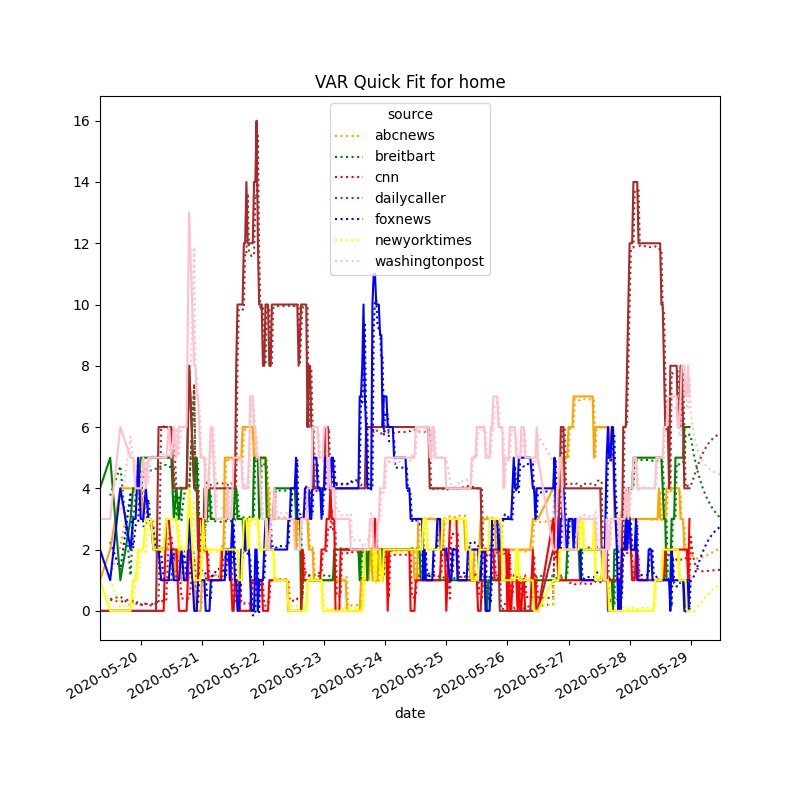 VAR Quick Fit for home
source
abcnews
breitbart
cnn
dailycaller
foxnews
newyorktimes
washingtonpost
16
14
12
10
8
6
4
2
0
2020-05-20
2020-05-21
2020-05-22
2020-05-23
2020-05-24
2020-05-25
2020-05-26
2020-05-27
2020-05-28
2020-05-29
date